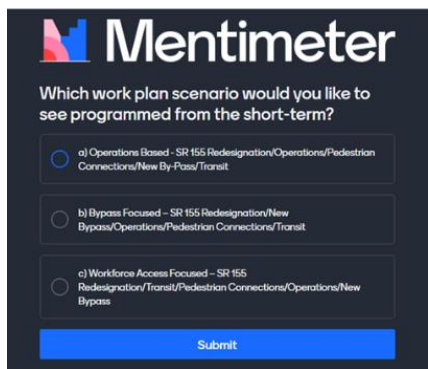 Mentimeter
Which work plan scenario would you like to
see programmed from the short-term?
a) Operations Based - SR 155 Redesignation/Operations/Pedestrian
Connections/New By-Pass/Transit
b) Bypass Focused – SR 155 Redesignation/New
Bypass/Operations/Pedestrian Connections/Transit
c) Workforce Access Focused – SR 155
Redesignation/Transit/Pedestrian Connections/Operations/New
Bypass
Submit